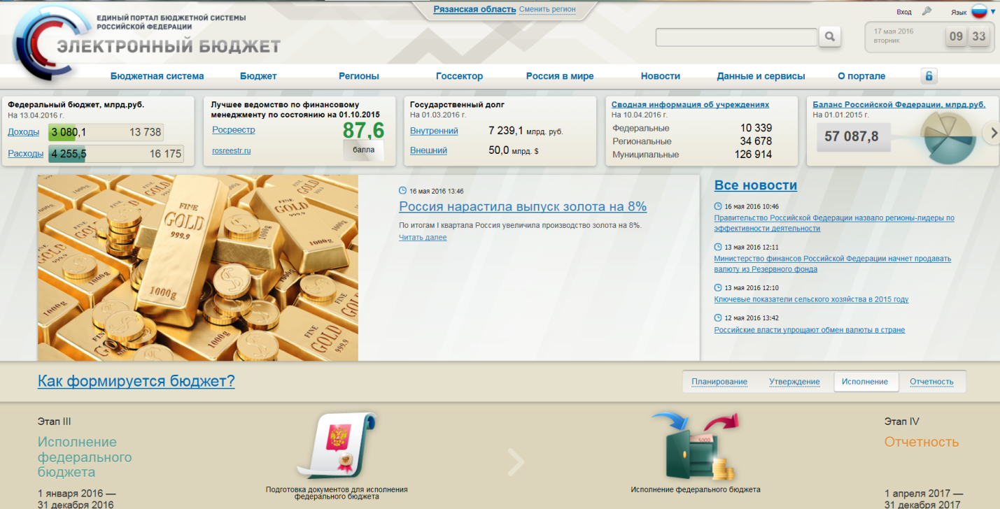 Рязанская область Сменить регион
Вход
Язык
ЕДИНЫЙ ПОРТАЛ БЮДЖЕТНОЙ СИСТЕМЫ
РОССИЙСКОЙ ФЕДЕРАЦИИ
ЭЛЕКТРОННЫЙ БЮДЖЕТ
17 мая 2016
вторник
09 33
Бюджетная система Бюджет Регионы Госсектор Россия в мире Новости Данные и сервисы О портале
Федеральный бюджет, млрд.руб.
На 13.04.2016 г.
Доходы 3 080,1 13 738
Расходы 4 255,5 16 175
Лучшее ведомство по финансовому
менеджменту по состоянию на 01.10.2015
Росреестр 87,6
rosreestr.ru балла
Государственный долг
На 01.03.2016 г.
Внутренний 7 239,1 млрд. руб.
Внешний 50,0 млрд. $
Сводная информация об учреждениях
На 10.04.2016 г.
Федеральные 10 339
Региональные 34 678
Муниципальные 126 914
Баланс Российской Федерации, млрд.руб.
На 01.01.2015 г.
57 087,8
FINE
GOLD
999.9
1000g
16 мая 2016 13:46
Россия нарастила выпуск золота на 8%
По итогам I квартала Россия увеличила производство золота на 8%.
Читать далее
Все новости
16 мая 2016 10:46
Правительство Российской Федерации назвало регионы-лидеры по
эффективности деятельности
13 мая 2016 12:11
Министерство финансов Российской Федерации начнет продавать
валюту из Резервного фонда
13 мая 2016 12:10
Ключевые показатели сельского хозяйства в 2015 году
12 мая 2016 13:42
Российские власти упрощают обмен валюты в стране
Как формируется бюджет?
Планирование Утверждение Исполнение Отчетность
Этап III
Исполнение
федерального
бюджета
1 января 2016 —
31 декабря 2016
Подготовка документов для исполнения
федерального бюджета
5000
Исполнение федерального бюджета
Этап IV
Отчетность
1 апреля 2017 —
31 декабря 2017